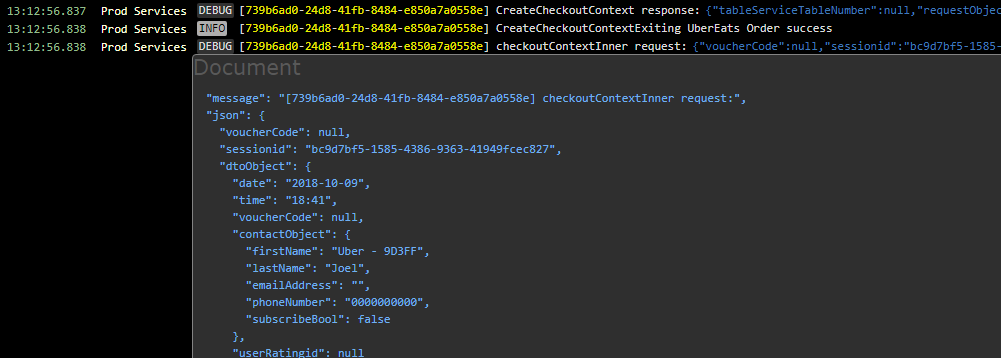 13:12:56.837 Prod Services DEBUG [739b6ad0-24d8-41fb-8484-e850a7a0558e] CreateCheckoutContext response: {"tableServiceTableNumber":null,"requestObjec
13:12:56.838 Prod Services INFO [739b6ad0-24d8-41fb-8484-e850a7a0558e] CreateCheckoutContextExiting UberEats Order success
13:12:56.838 Prod Services DEBUG [739b6ad0-24d8-41fb-8484-e850a7a0558e] checkoutContextInner request: {"voucherCode":null,"sessionid":"bc9d7bf5-1585-
Document
"message": "[739b6ad0-24d8-41fb-8484-e850a7a0558e] checkoutContextInner request:",
"json": {
"voucherCode": null,
"sessionid": "bc9d7bf5-1585-4386-9363-41949fcec827",
"dtoObject": {
"date": "2018-10-09",
"time": "18:41",
"voucherCode": null,
"contactObject": {
"firstName": "Uber - 9D3FF",
"lastName": "Joel",
"emailAddress": "",
"phoneNumber": "0000000000",
"subscribeBool": false
},
"userRatingid": null